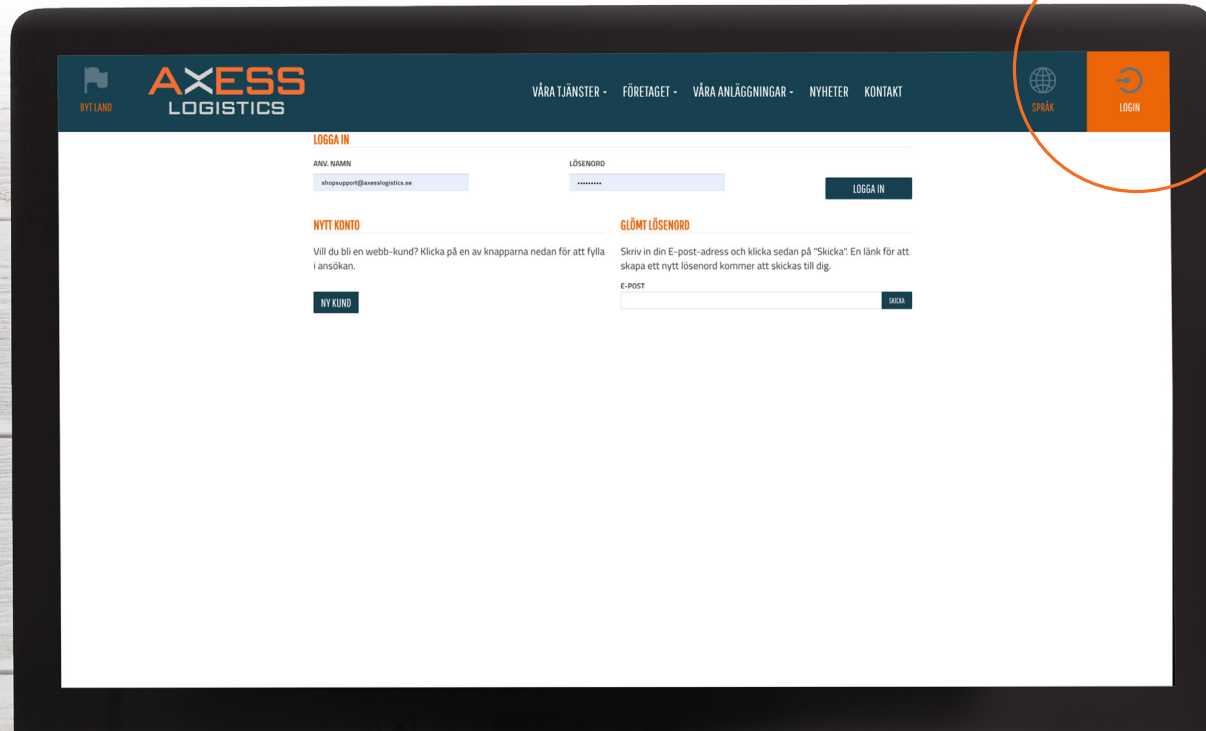 BYT LAND
AXESS
LOGISTICS
VÅRA TJÄNSTER
FÖRETAGET
VÅRA ANLÄGGNINGAR
NYHETER
KONTAKT
SPRÅK
LOGIN
LOGGA IN
ANV. NAMN
LÖSENORD
shopsupport@axesslogistics.se
•••••••••
LOGGA IN
NYTT KONTO
Vill du bli en webb-kund? Klicka på en av knapparna nedan för att fylla
i ansökan.
NY KUND
GLÖMT LÖSENORD
Skriv in din E-post-adress och klicka sedan på "Skicka". En länk för att
skapa ett nytt lösenord kommer att skickas till dig.
E-POST
SKICKA